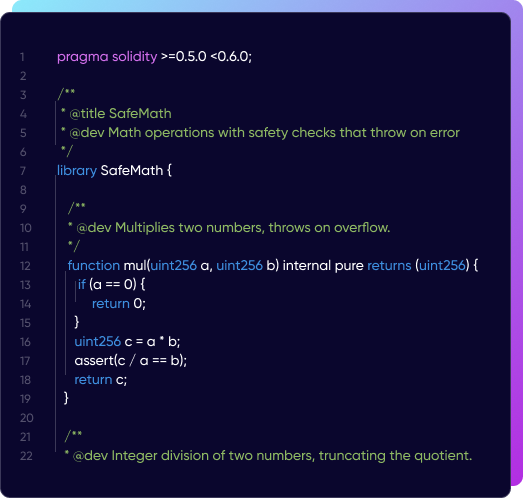 1 pragma solidity >=0.5.0 <0.6.0;
2
3 /**
4 * @title SafeMath
5 * @dev Math operations with safety checks that throw on error
6 */
7 library SafeMath {
8
9 /**
10 * @dev Multiplies two numbers, throws on overflow.
11 */
12 function mul(uint256 a, uint256 b) internal pure returns (uint256) {
13 if (a == 0) {
14 return 0;
15 }
16 uint256 c = a * b;
17 assert(c / a == b);
18 return c;
19 }
20
21 /**
22 * @dev Integer division of two numbers, truncating the quotient.